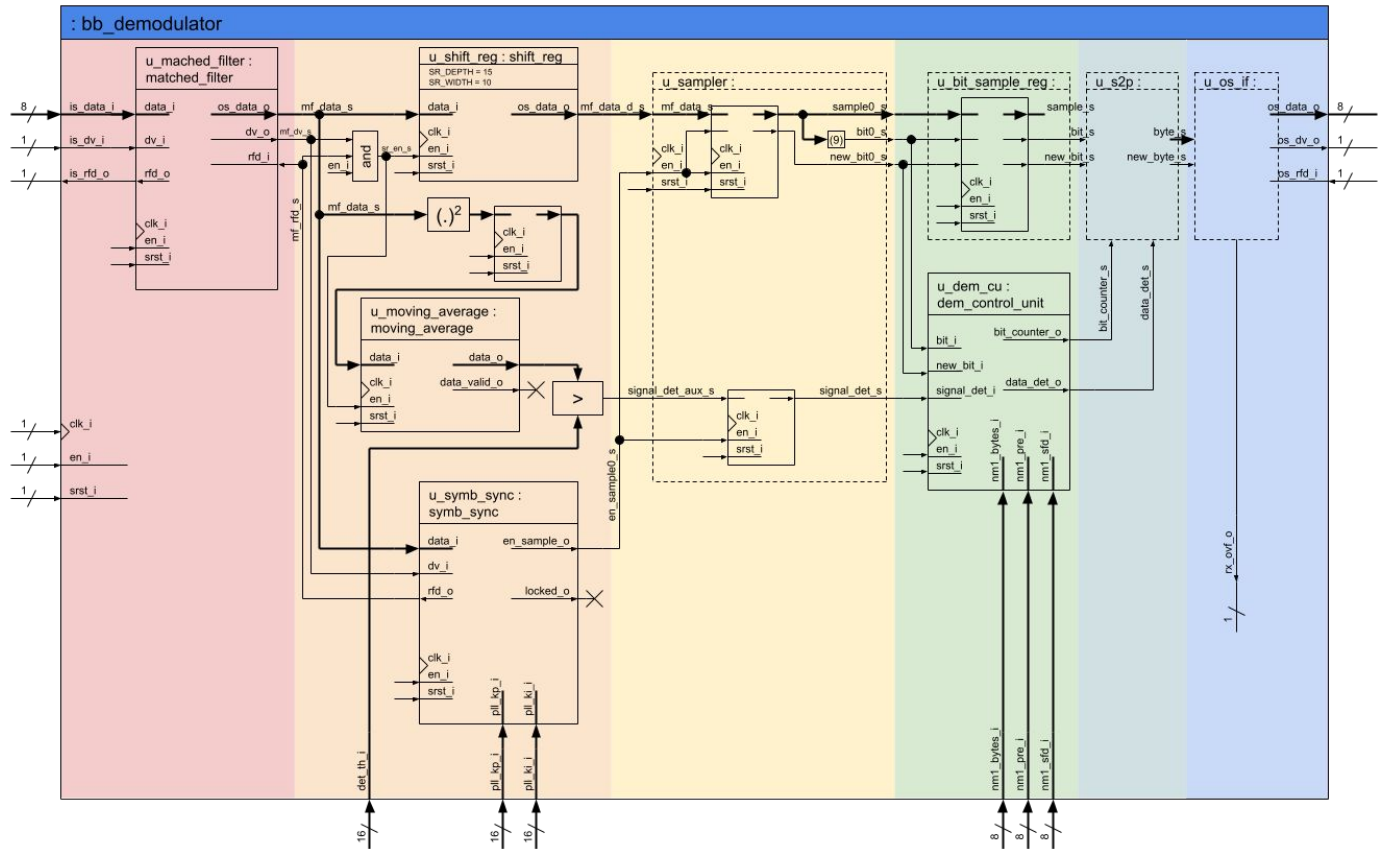 : bb_demodulator
u_mached_filter :
matched_filter
8
is_data_i
data_i
os_data_o
1
is_dv_i
dv_i
dv_o
1
is_rfd_o
rfd_o
rfd_i
clk_i
en_i
srst_i
1
clk_i
1
en_i
1
srst_i
mf_data_s
mf_dv_s
mf_rfd_s
and
en_i
sr_en_s
u_shift_reg : shift_reg
SR_DEPTH = 15
SR_WIDTH = 10
data_i
os_data_o
clk_i
en_i
srst_i
mf_data_d_s
mf_data_s
(.)2
clk_i
en_i
srst_i
u_moving_average :
moving_average
data_i
data_o
clk_i
data_valid_o
en_i
srst_i
>
signal_det_aux_s
u_symb_sync :
symb_sync
data_i
en_sample_o
dv_i
rfd_o
locked_o
clk_i
en_i
srst_i
pll_kp_i
pll_ki_i
det_th_i
pll_kp_i
pll_ki_i
16
16
16
u_sampler :
mf_data_s
clk_i
en_i
srst_i
clk_i
en_i
srst_i
en_sample0_s
clk_i
en_i
srst_i
sample0_s
(9)
bit0_s
new_bit0_s
signal_det_s
u_bit_sample_reg :
sample_s
bit_s
new_bit_s
clk_i
en_i
srst_i
u_dem_cu :
dem_control_unit
bit_counter_o
bit_i
new_bit_i
data_det_o
signal_det_i
clk_i
en_i
srst_i
nm1_bytes_i
nm1_pre_i
nm1_sfd_i
nm1_bytes_i
nm1_pre_i
nm1_sfd_i
8
8
8
u_s2p :
byte_s
new_byte_s
bit_counter_s
data_det_s
u_os_if :
os_data_o
8
os_dv_o
1
os_rfd_i
1
rx_ovf_o
1